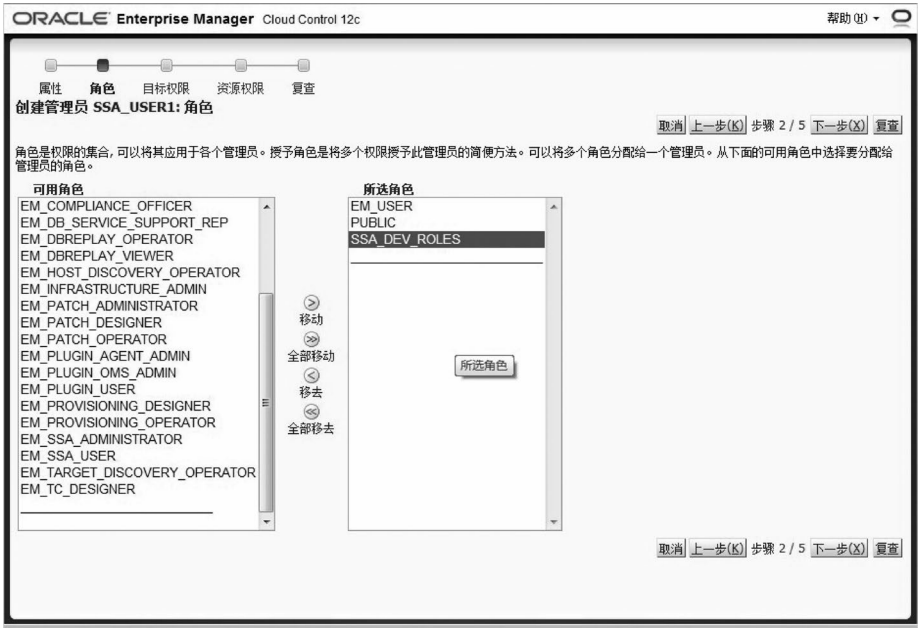 ORACLE Enterprise Manager Cloud Control 12c
帮助(H)
属性 角色 目标权限 资源权限 复查
创建管理员 SSA_USER1: 角色
取消 上一步(K) 步骤 2 / 5 下一步(X) 复查
角色是权限的集合, 可以将其应用于各个管理员。授予角色是将多个权限授予此管理员的简便方法。可以将多个角色分配给一个管理员。从下面的可用角色中选择要分配给
管理员的角色。
可用角色
EM_COMPLIANCE_OFFICER
EM_DB_SERVICE_SUPPORT_REP
EM_DBREPLAY_OPERATOR
EM_DBREPLAY_VIEWER
EM_HOST_DISCOVERY_OPERATOR
EM_INFRASTRUCTURE_ADMIN
EM_PATCH_ADMINISTRATOR
EM_PATCH_DESIGNER
EM_PATCH_OPERATOR
EM_PLUGIN_AGENT_ADMIN
EM_PLUGIN_OMS_ADMIN
EM_PLUGIN_USER
EM_PROVISIONING_DESIGNER
EM_PROVISIONING_OPERATOR
EM_SSA_ADMINISTRATOR
EM_SSA_USER
EM_TARGET_DISCOVERY_OPERATOR
EM_TC_DESIGNER
移动
全部移动
移去
全部移去
所选角色
EM_USER
PUBLIC
SSA_DEV_ROLES
所选角色
取消 上一步(K) 步骤 2 / 5 下一步(X) 复查